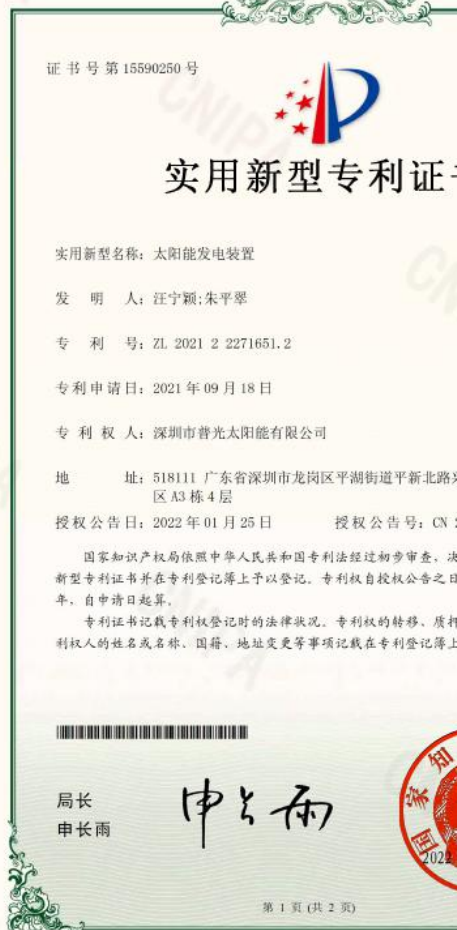 证书号第15590250号
实用新型专利证
实用新型名称：太阳能发电装置
发明人：汪宁颖;朱平翠
专利号：ZL 2021 2 2271651.2
专利申请日：2021年09月18日
专利权人：深圳市普光太阳能有限公司
地址：518111 广东省深圳市龙岗区平湖街道平新北路
区A3栋4层
授权公告日：2022年01月25日 授权公告号：CN 2
国家知识产权局依照中华人民共和国专利法经过初步审查，决
新型专利证书并在专利登记簿上予以登记。专利权自授权公告之日
年，自申请日起算。
专利证书记载专利权登记时的法律状况。专利权的转移、质押
利权人的姓名或名称、国籍、地址变更等事项记载在专利登记簿上
局长
申长雨
申长雨
国家知
2022
第 1 页 (共 2 页)
CNIPA